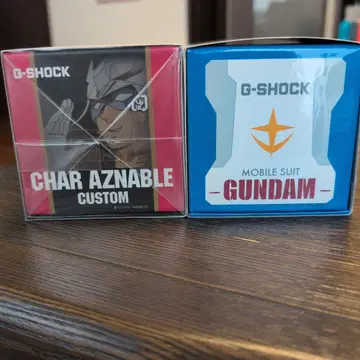 G-SHOCK
CHAR AZNABLE
CUSTOM
G-SHOCK
MOBILE SUIT
GUNDAM